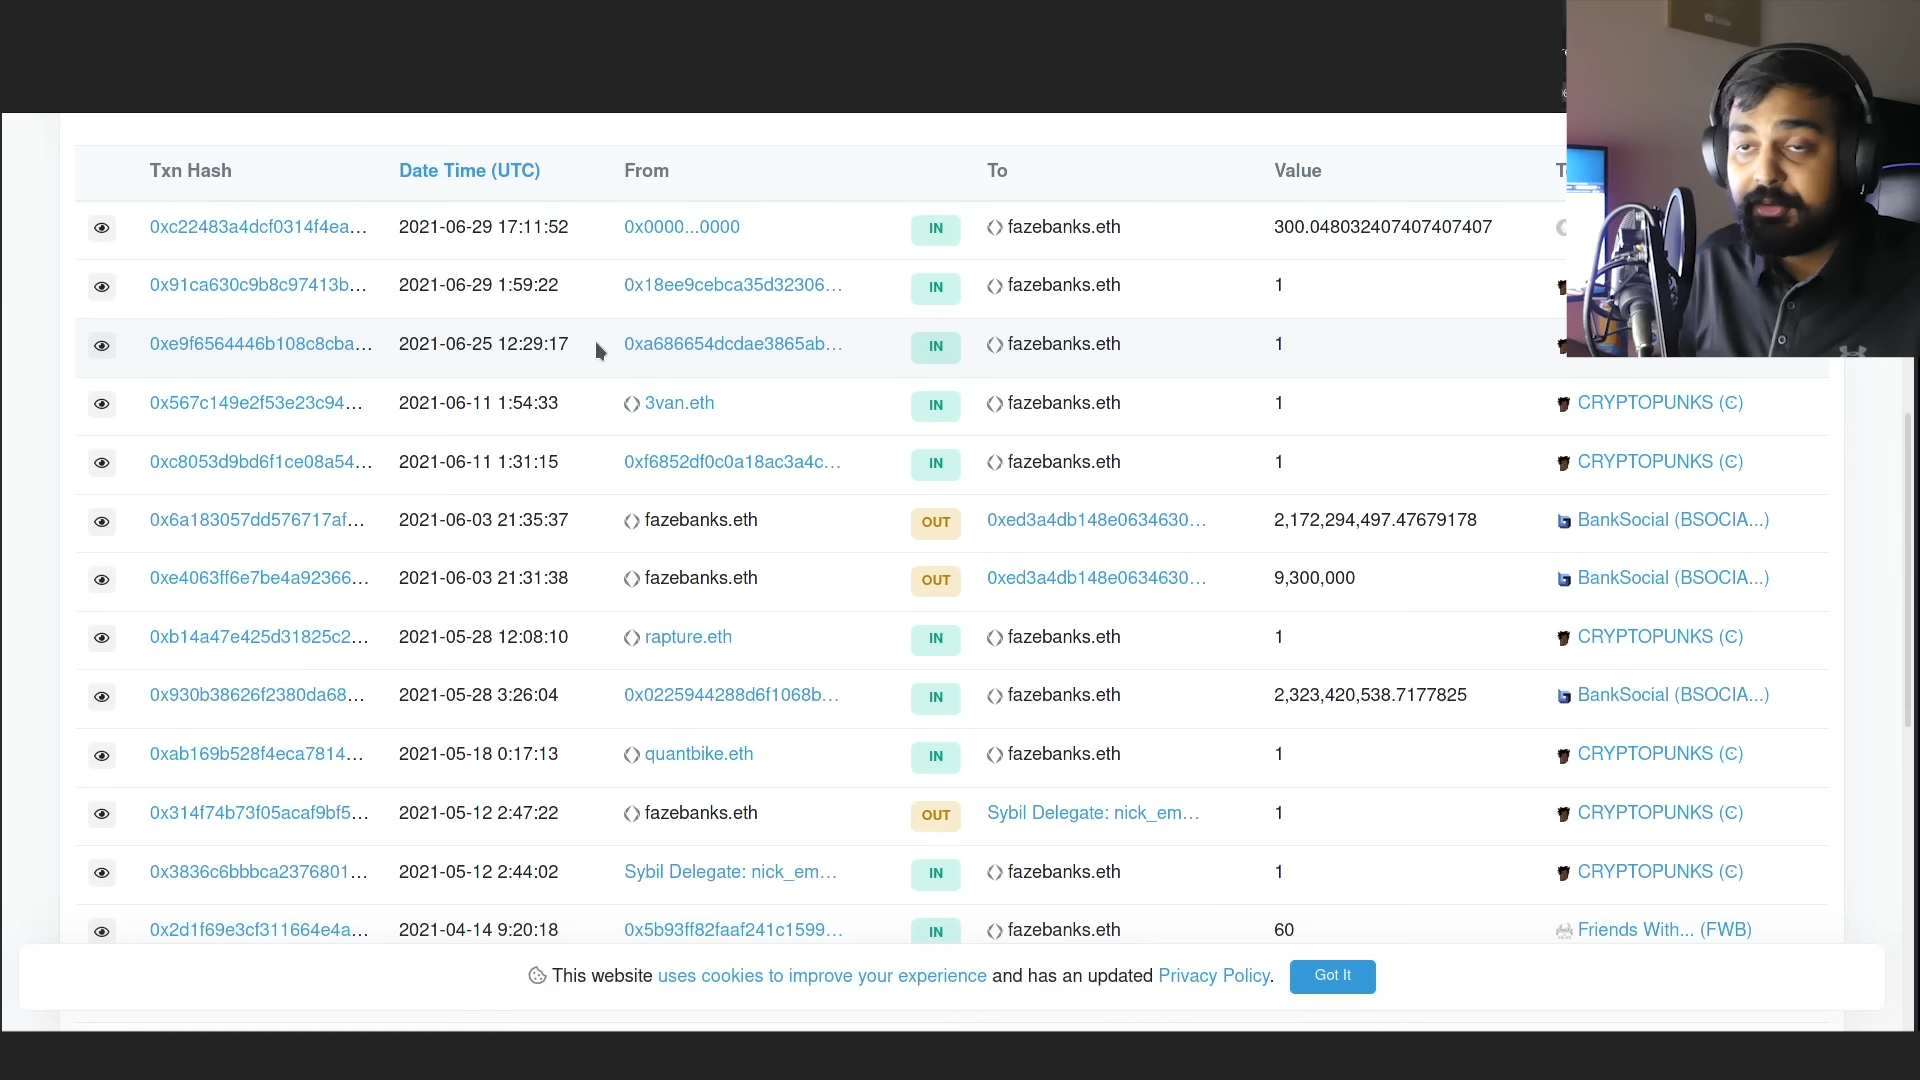 Txn Hash Date Time (UTC) From To Value
0xc22483a4dcf0314f4ea... 2021-06-29 17:11:52 0x0000...0000 IN fazebanks.eth 300.048032407407407407
0x91ca630c9b8c97413b... 2021-06-29 1:59:22 0x18ee9cebca35d32306... IN fazebanks.eth 1
0xe9f6564446b108c8cba... 2021-06-25 12:29:17 0xa686654dcdae3865ab... IN fazebanks.eth 1
0x567c149e2f53e23c94... 2021-06-11 1:54:33 3van.eth IN fazebanks.eth 1 CRYPTOPUNKS (Ͼ)
0xc8053d9bd6f1ce08a54... 2021-06-11 1:31:15 0xf6852df0c0a18ac3a4c... IN fazebanks.eth 1 CRYPTOPUNKS (Ͼ)
0x6a183057dd576717af... 2021-06-03 21:35:37 fazebanks.eth OUT 0xed3a4db148e0634630... 2,172,294,497.47679178 BankSocial (BSOCIA...)
0xe4063ff6e7be4a92366... 2021-06-03 21:31:38 fazebanks.eth OUT 0xed3a4db148e0634630... 9,300,000 BankSocial (BSOCIA...)
0xb14a47e425d31825c2... 2021-05-28 12:08:10 rapture.eth IN fazebanks.eth 1 CRYPTOPUNKS (Ͼ)
0x930b38626f2380da68... 2021-05-28 3:26:04 0x0225944288d6f1068b... IN fazebanks.eth 2,323,420,538.7177825 BankSocial (BSOCIA...)
0xab169b528f4eca7814... 2021-05-18 0:17:13 quantbike.eth IN fazebanks.eth 1 CRYPTOPUNKS (Ͼ)
0x314f74b73f05acaf9bf5... 2021-05-12 2:47:22 fazebanks.eth OUT Sybil Delegate: nick_em... 1 CRYPTOPUNKS (Ͼ)
0x3836c6bbbca2376801... 2021-05-12 2:44:02 Sybil Delegate: nick_em... IN fazebanks.eth 1 CRYPTOPUNKS (Ͼ)
0x2d1f69e3cf311664e4a... 2021-04-14 9:20:18 0x5b93ff82faaf241c1599... IN fazebanks.eth 60 Friends With... (FWB)
This website uses cookies to improve your experience and has an updated Privacy Policy. Got It